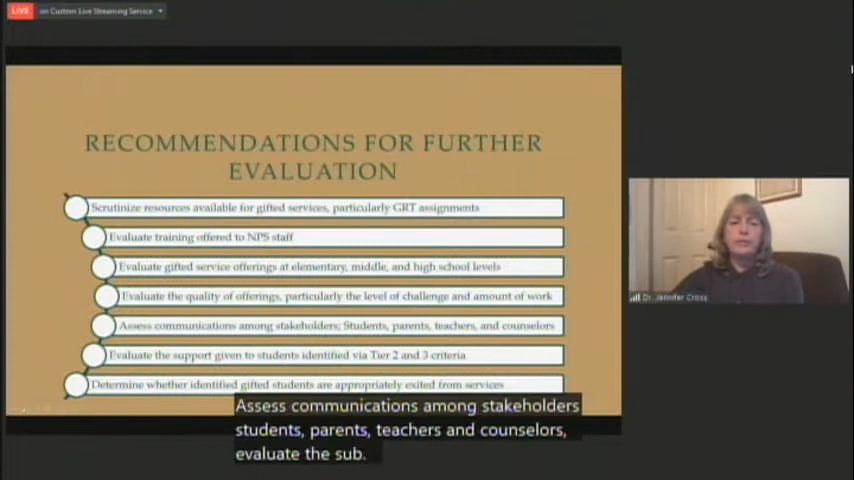 LIVE on Custom Live Streaming Service
RECOMMENDATIONS FOR FURTHER
EVALUATION
Scrutinize resources available for gifted services, particularly GRT assignments
Evaluate training offered to NPS staff
Evaluate gifted service offerings at elementary, middle, and high school levels
Evaluate the quality of offerings, particularly the level of challenge and amount of work
Assess communications among stakeholders; Students, parents, teachers, and counselors
Evaluate the support given to students identified via Tier 2 and 3 criteria
Determine whether identified gifted students are appropriately exited from services
Assess communications among stakeholders
students, parents, teachers and counselors,
evaluate the sub.
Dr. Jennifer Cross